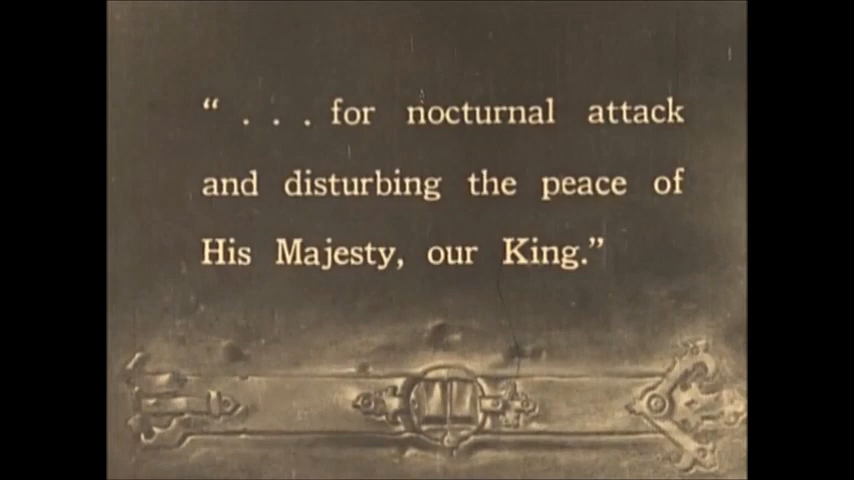 “ . . . for nocturnal attack
and disturbing the peace of
His Majesty, our King.”